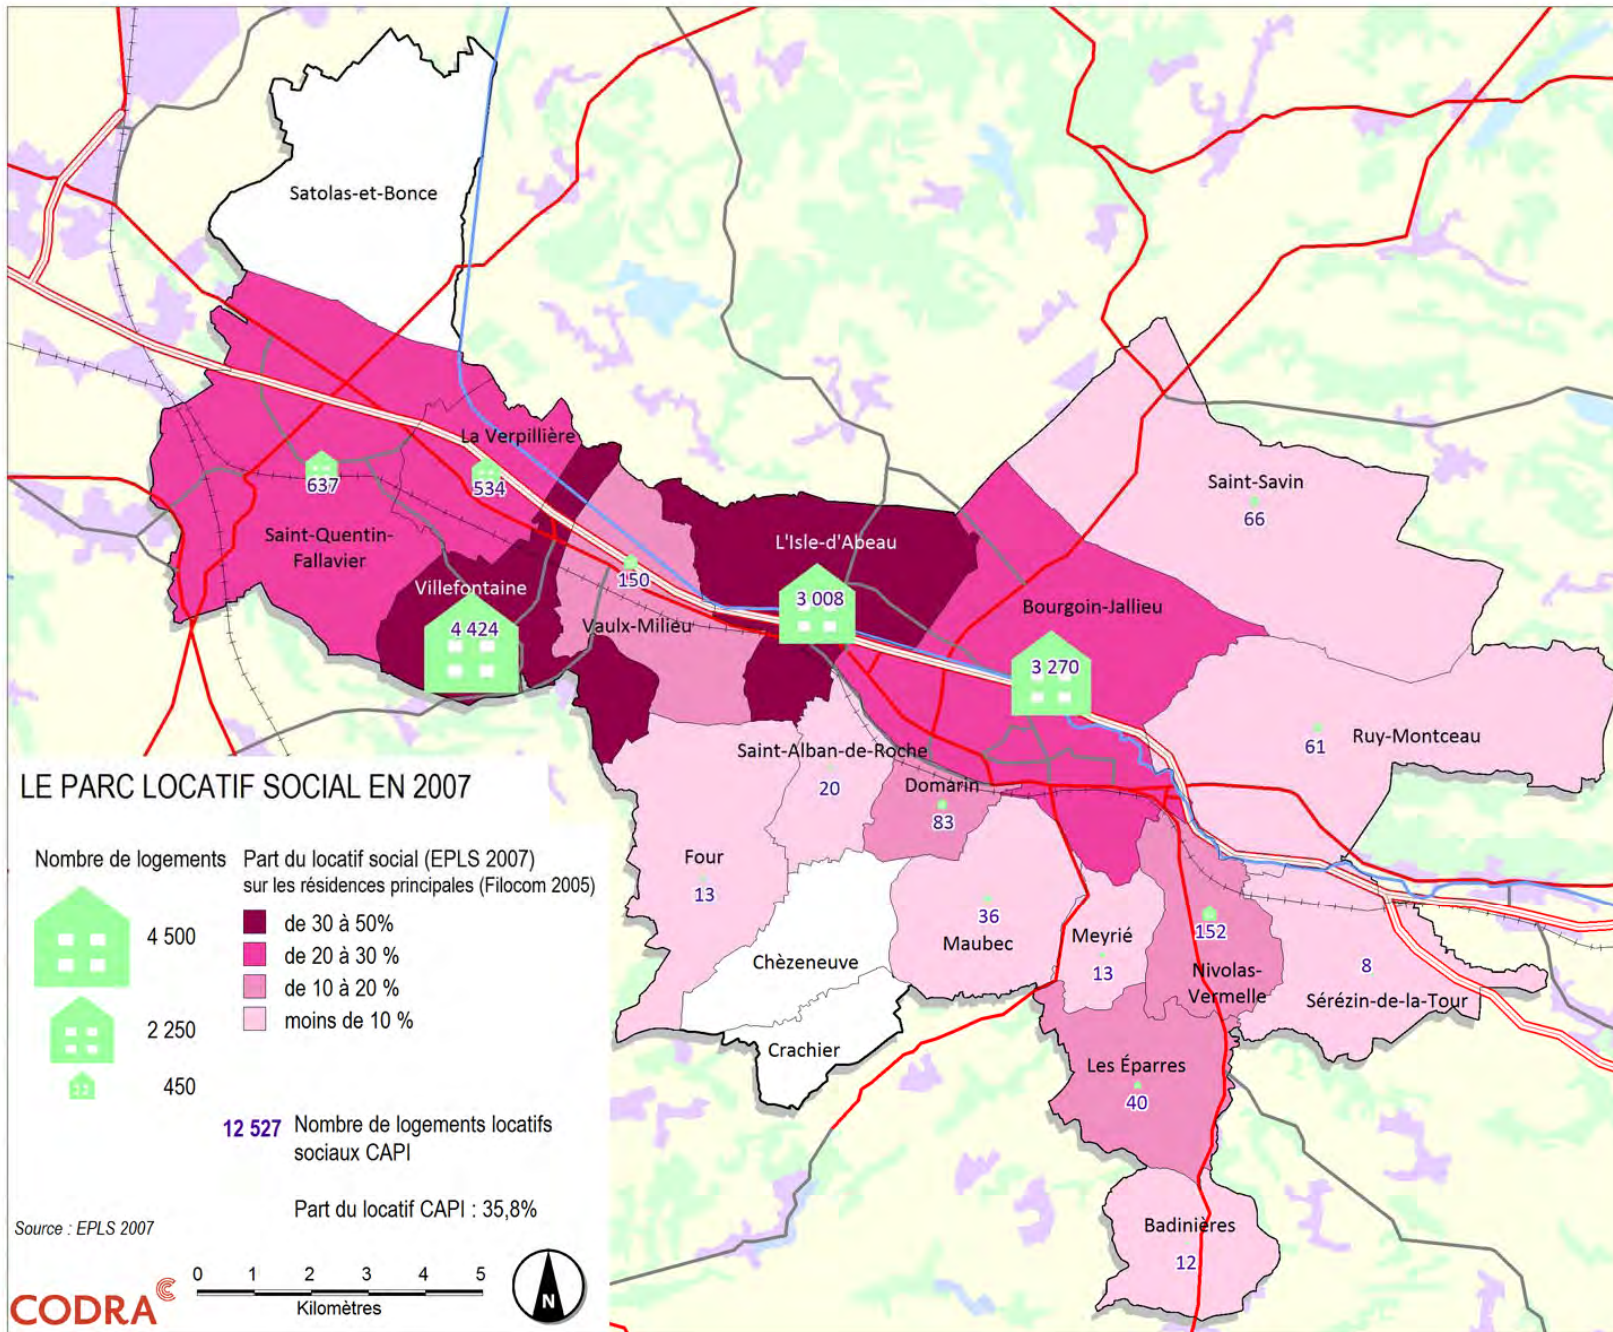 Satolas-et-Bonce
La Verpillière
637
534
Saint-Quentin-
Fallavier
Villefontaine
4 424
150
Vaulx-Milieu
L'Isle-d'Abeau
3 008
Saint-Savin
66
Bourgoin-Jallieu
3 270
Ruy-Montceau
61
Saint-Alban-de-Roche
20
Domarin
83
Four
13
36
Maubec
Meyrié
13
152
Nivolas-
Vermelle
8
Sérézin-de-la-Tour
Chèzeneuve
Crachier
Les Éparres
40
Badinières
12
LE PARC LOCATIF SOCIAL EN 2007
Nombre de logements
4 500
2 250
450
Part du locatif social (EPLS 2007)
sur les résidences principales (Filocom 2005)
de 30 à 50%
de 20 à 30 %
de 10 à 20 %
moins de 10 %
12 527 Nombre de logements locatifs
sociaux CAPI
Part du locatif CAPI : 35,8%
Source : EPLS 2007
CODRA
0 1 2 3 4 5
Kilomètres
N